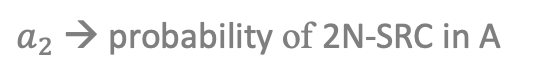 a₂ → probability of 2N-SRC in A